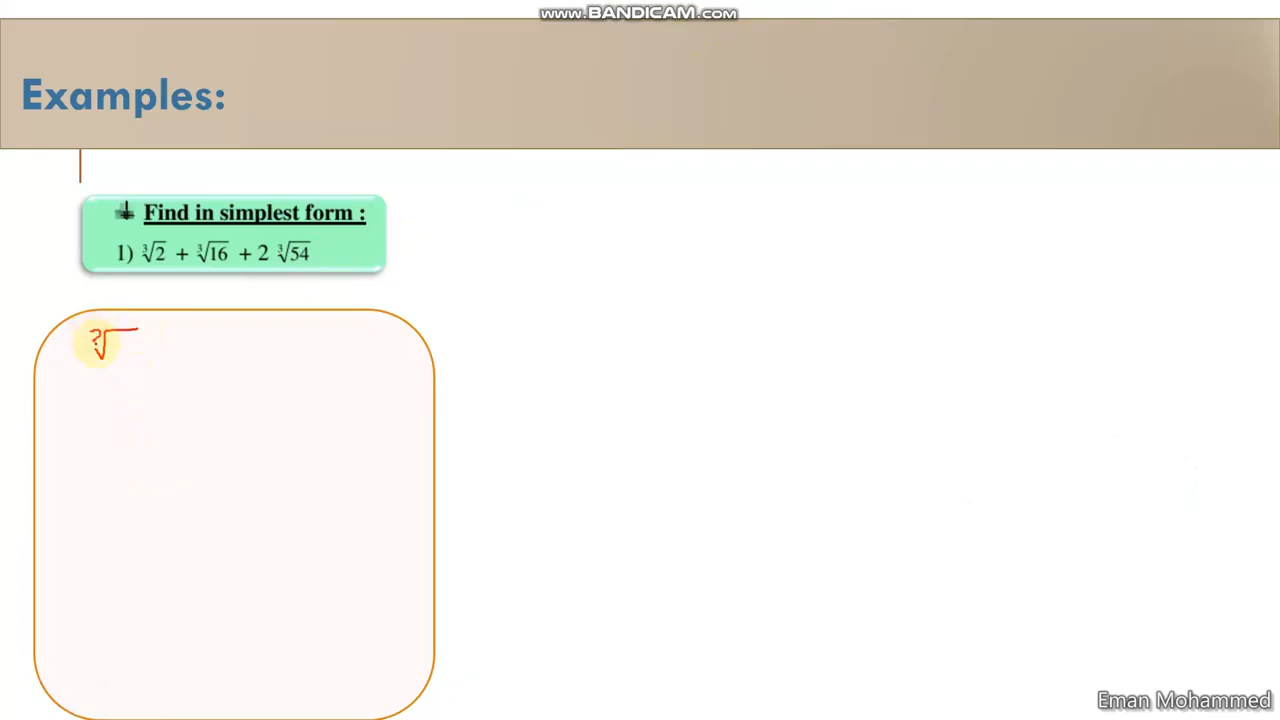 www.BANDICAM.com
Examples:
Find in simplest form :
1) ∛2 + ∛16 + 2 ∛54
∛
Eman Mohammed